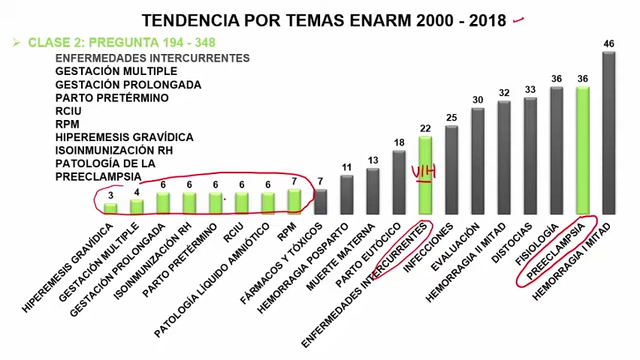 TENDENCIA POR TEMAS ENARM 2000 - 2018
CLASE 2: PREGUNTA 194 - 348
ENFERMEDADES INTERCURRENTES
GESTACIÓN MULTIPLE
GESTACIÓN PROLONGADA
PARTO PRETÉRMINO
RCIU
RPM
HIPEREMESIS GRAVÍDICA
ISOINMUNIZACIÓN RH
PATOLOGÍA DE LA
PREECLAMPSIA
3
4
6
6
6
6
6
7
7
11
13
18
22
25
30
32
33
36
36
46
VIH
HIPEREMESIS GRAVÍDICA
GESTACIÓN MULTIPLE
GESTACIÓN PROLONGADA
ISOINMUNIZACIÓN RH
PARTO PRETÉRMINO
RCIU
PATOLOGÍA LÍQUIDO AMNIÓTICO
RPM
FÁRMACOS Y TÓXICOS
HEMORRAGIA POSPARTO
MUERTE MATERNA
PARTO EUTÓCICO
ENFERMEDADES INTERCURRENTES
INFECCIONES
EVALUACIÓN
HEMORRAGIA II MITAD
DISTOCIAS
FISIOLOGÍA
PREECLAMPSIA
HEMORRAGIA I MITAD